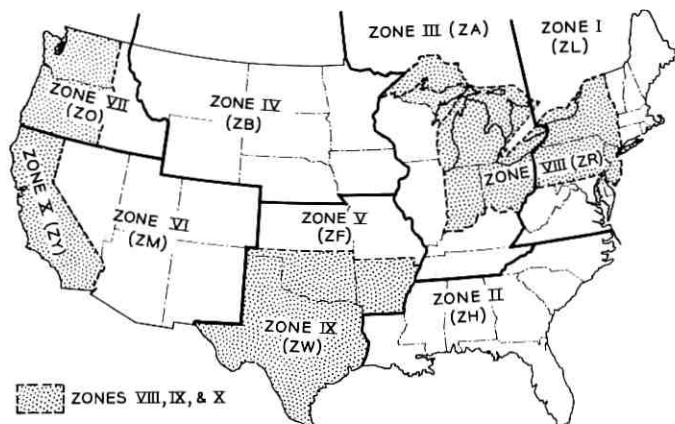 ZONE III (ZA)
ZONE I
(ZL)
ZONE VII
(ZO)
ZONE IV
(ZB)
ZONE VIII (ZR)
ZONE X
(ZY)
ZONE VI
(ZM)
ZONE V
(ZF)
ZONE II
(ZH)
ZONE IX
(ZW)
ZONES VIII, IX, & X